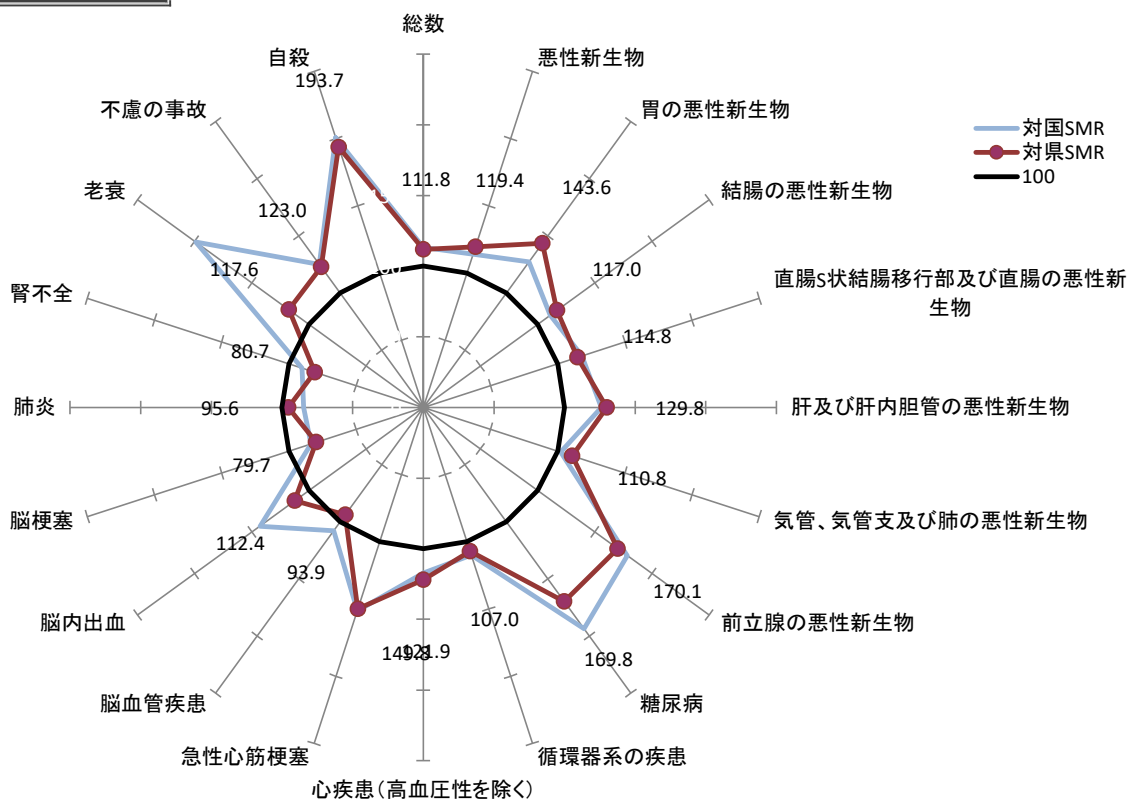 総数
自殺
193.7
悪性新生物
不慮の事故
胃の悪性新生物
対国SMR
対県SMR
100
老衰
123.0
111.8
119.4
143.6
結腸の悪性新生物
117.6
117.0
腎不全
直腸S状結腸移行部及び直腸の悪性新
生物
80.7
114.8
肺炎
95.6
129.8
肝及び肝内胆管の悪性新生物
79.7
110.8
脳梗塞
気管、気管支及び肺の悪性新生物
112.4
93.9
170.1
脳内出血
107.0
前立腺の悪性新生物
149.8
121.9
169.8
脳血管疾患
糖尿病
急性心筋梗塞
循環器系の疾患
心疾患(高血圧性を除く)